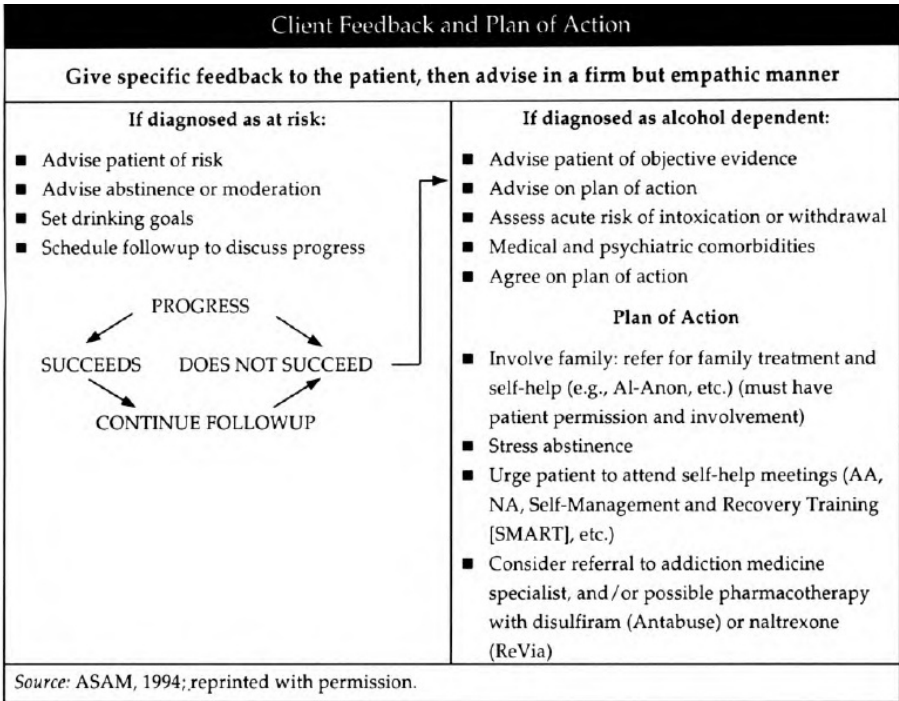 Client Feedback and Plan of Action
Give specific feedback to the patient, then advise in a firm but empathic manner
If diagnosed as at risk:
■ Advise patient of risk
■ Advise abstinence or moderation
■ Set drinking goals
■ Schedule followup to discuss progress
PROGRESS
SUCCEEDS DOES NOT SUCCEED
CONTINUE FOLLOWUP
If diagnosed as alcohol dependent:
■ Advise patient of objective evidence
■ Advise on plan of action
■ Assess acute risk of intoxication or withdrawal
■ Medical and psychiatric comorbidities
■ Agree on plan of action
Plan of Action
■ Involve family: refer for family treatment and
self-help (e.g., Al-Anon, etc.) (must have
patient permission and involvement)
■ Stress abstinence
■ Urge patient to attend self-help meetings (AA,
NA, Self-Management and Recovery Training
[SMART], etc.)
■ Consider referral to addiction medicine
specialist, and/or possible pharmacotherapy
with disulfiram (Antabuse) or naltrexone
(ReVia)
Source: ASAM, 1994; reprinted with permission.